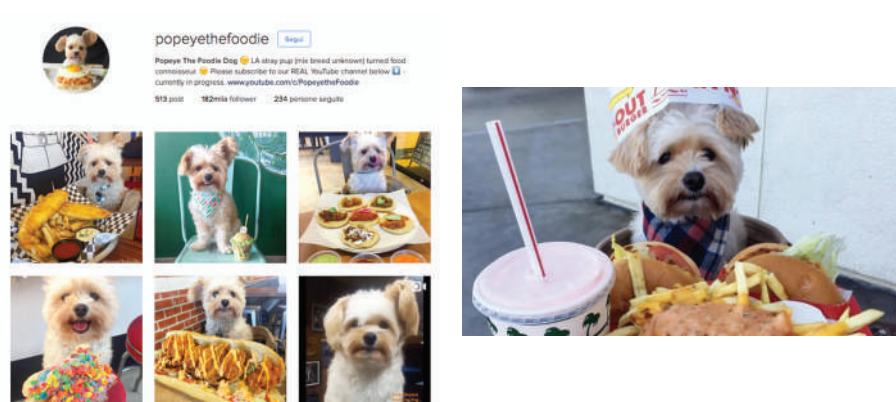 popeyethefoodie Segui
Popeye The Foodie Dog 😊 LA stray pup (mix breed unknown) turned food
connoisseur 😊 Please subscribe to our REAL YouTube channel below ⬇️ -
currently in progress. www.youtube.com/c/PopeyetheFoodie
513 post 182mila follower 234 persone seguite
OUT
BURGER